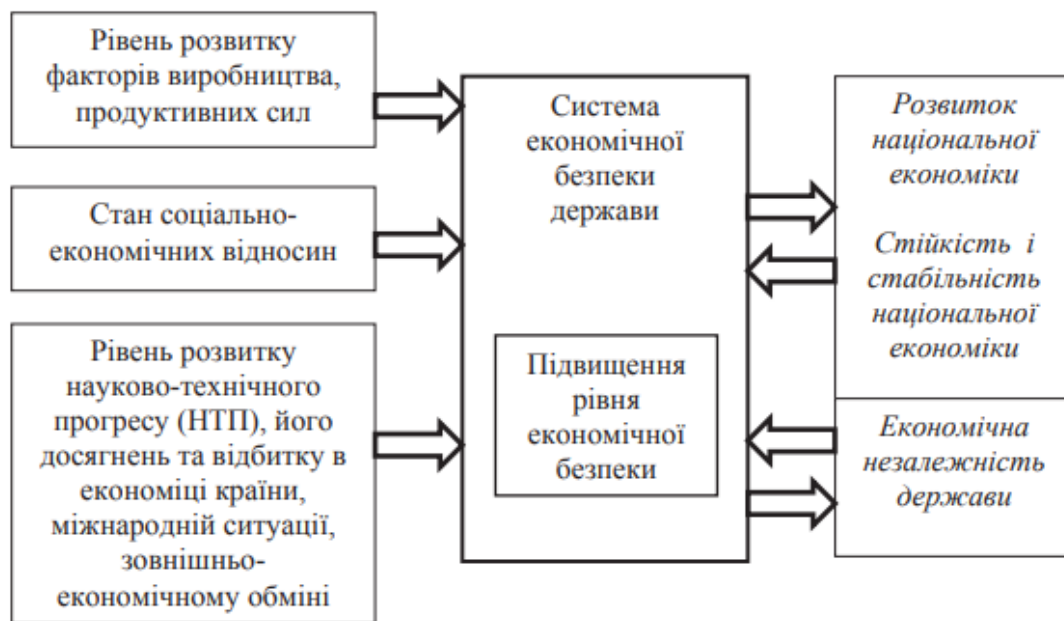 Рівень розвитку
факторів виробництва,
продуктивних сил
Стан соціально-
економічних відносин
Рівень розвитку
науково-технічного
прогресу (НТП), його
досягнень та відбитку в
економіці країни,
міжнародній ситуації,
зовнішньо-
економічному обміні
Система
економічної
безпеки
держави
Підвищення
рівня
економічної
безпеки
Розвиток
національної
економіки
Стійкість і
стабільність
національної
економіки
Економічна
незалежність
держави